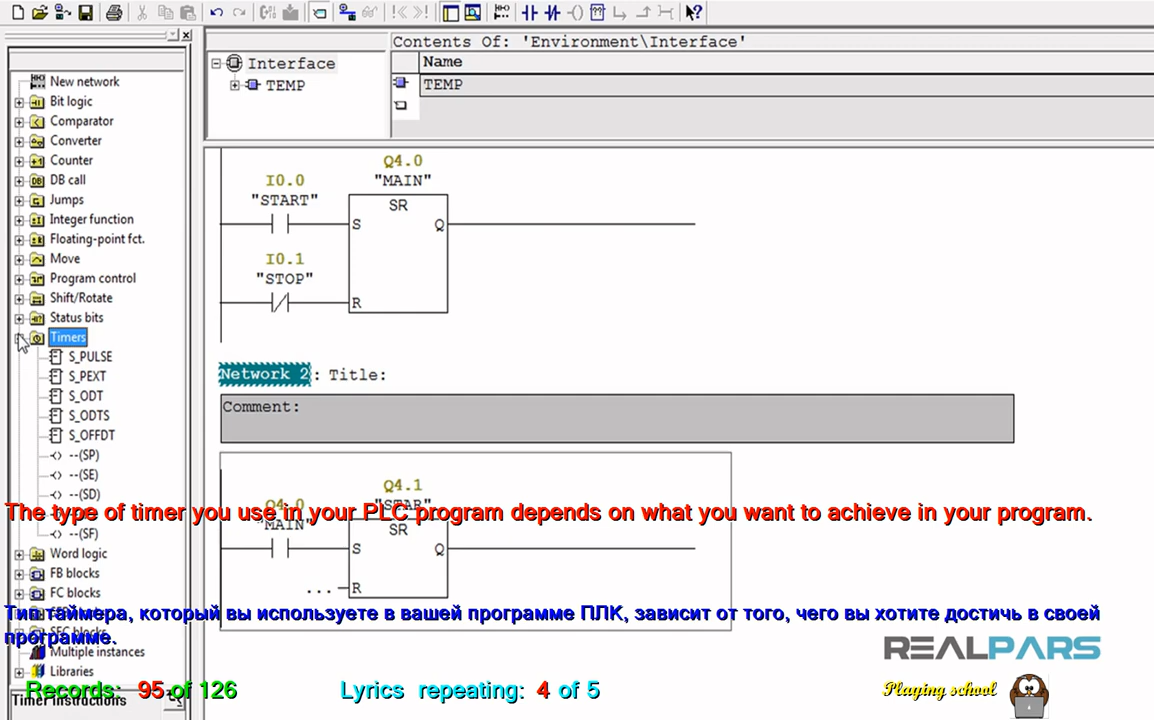 Contents Of: 'Environment\Interface'
Interface
Name
TEMP
TEMP
New network
Bit logic
Comparator
Converter
Counter
DB call
Jumps
Integer function
Floating-point fct.
Move
Program control
Shift/Rotate
Status bits
Timers
S_PULSE
S_PEXT
S_ODT
S_ODTS
S_OFFDT
--(SP)
--(SE)
--(SD)
--(SF)
Word logic
FB blocks
FC blocks
Multiple instances
Libraries
Timer Instructions
Q4.0
I0.0
"MAIN"
"START"
SR
S
Q
I0.1
"STOP"
R
Network 2 : Title:
Comment:
Q4.1
Q4.0
"STAR"
"MAIN"
SR
S
Q
... R
The type of timer you use in your PLC program depends on what you want to achieve in your program.
Тип таймера, который вы используете в вашей программе ПЛК, зависит от того, чего вы хотите достичь в своей
программе.
REALPARS
Records: 95 of 126
Lyrics repeating: 4 of 5
Playing school